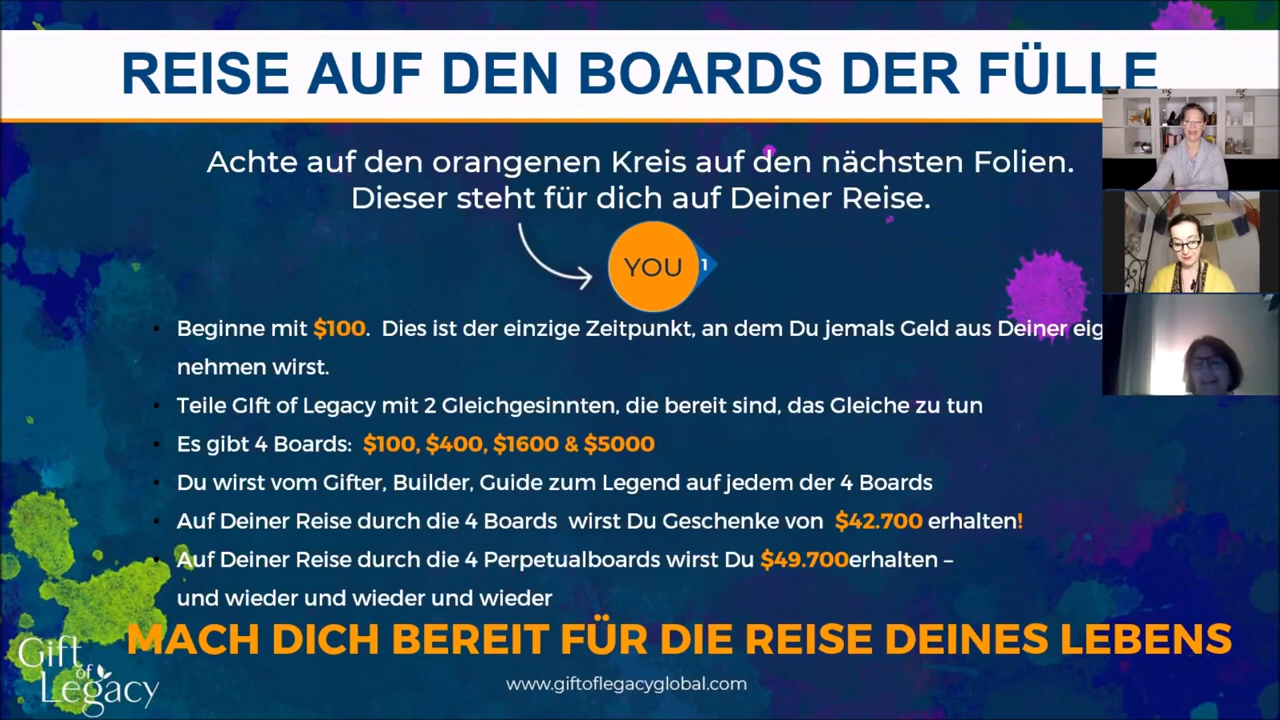 REISE AUF DEN BOARDS DER FÜLLE
Achte auf den orangenen Kreis auf den nächsten Folien.
Dieser steht für dich auf Deiner Reise.
YOU
1
• Beginne mit $100. Dies ist der einzige Zeitpunkt, an dem Du jemals Geld aus Deiner eig
nehmen wirst.
• Teile GIft of Legacy mit 2 Gleichgesinnten, die bereit sind, das Gleiche zu tun
• Es gibt 4 Boards: $100, $400, $1600 & $5000
• Du wirst vom Gifter, Builder, Guide zum Legend auf jedem der 4 Boards
• Auf Deiner Reise durch die 4 Boards wirst Du Geschenke von $42.700 erhalten!
• Auf Deiner Reise durch die 4 Perpetualboards wirst Du $49.700erhalten –
und wieder und wieder und wieder
MACH DICH BEREIT FÜR DIE REISE DEINES LEBENS
Gift
of
Legacy
www.giftoflegacyglobal.com